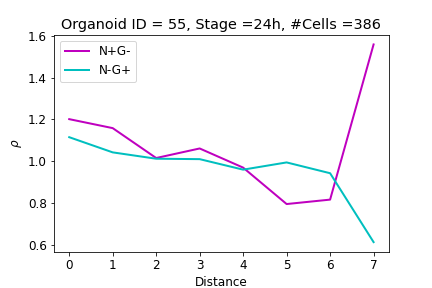 Organoid ID = 55, Stage =24h, #Cells =386
N+G-
N-G+
1.6
1.4
1.2
1.0
0.8
0.6
ρ
0 1 2 3 4 5 6 7
Distance